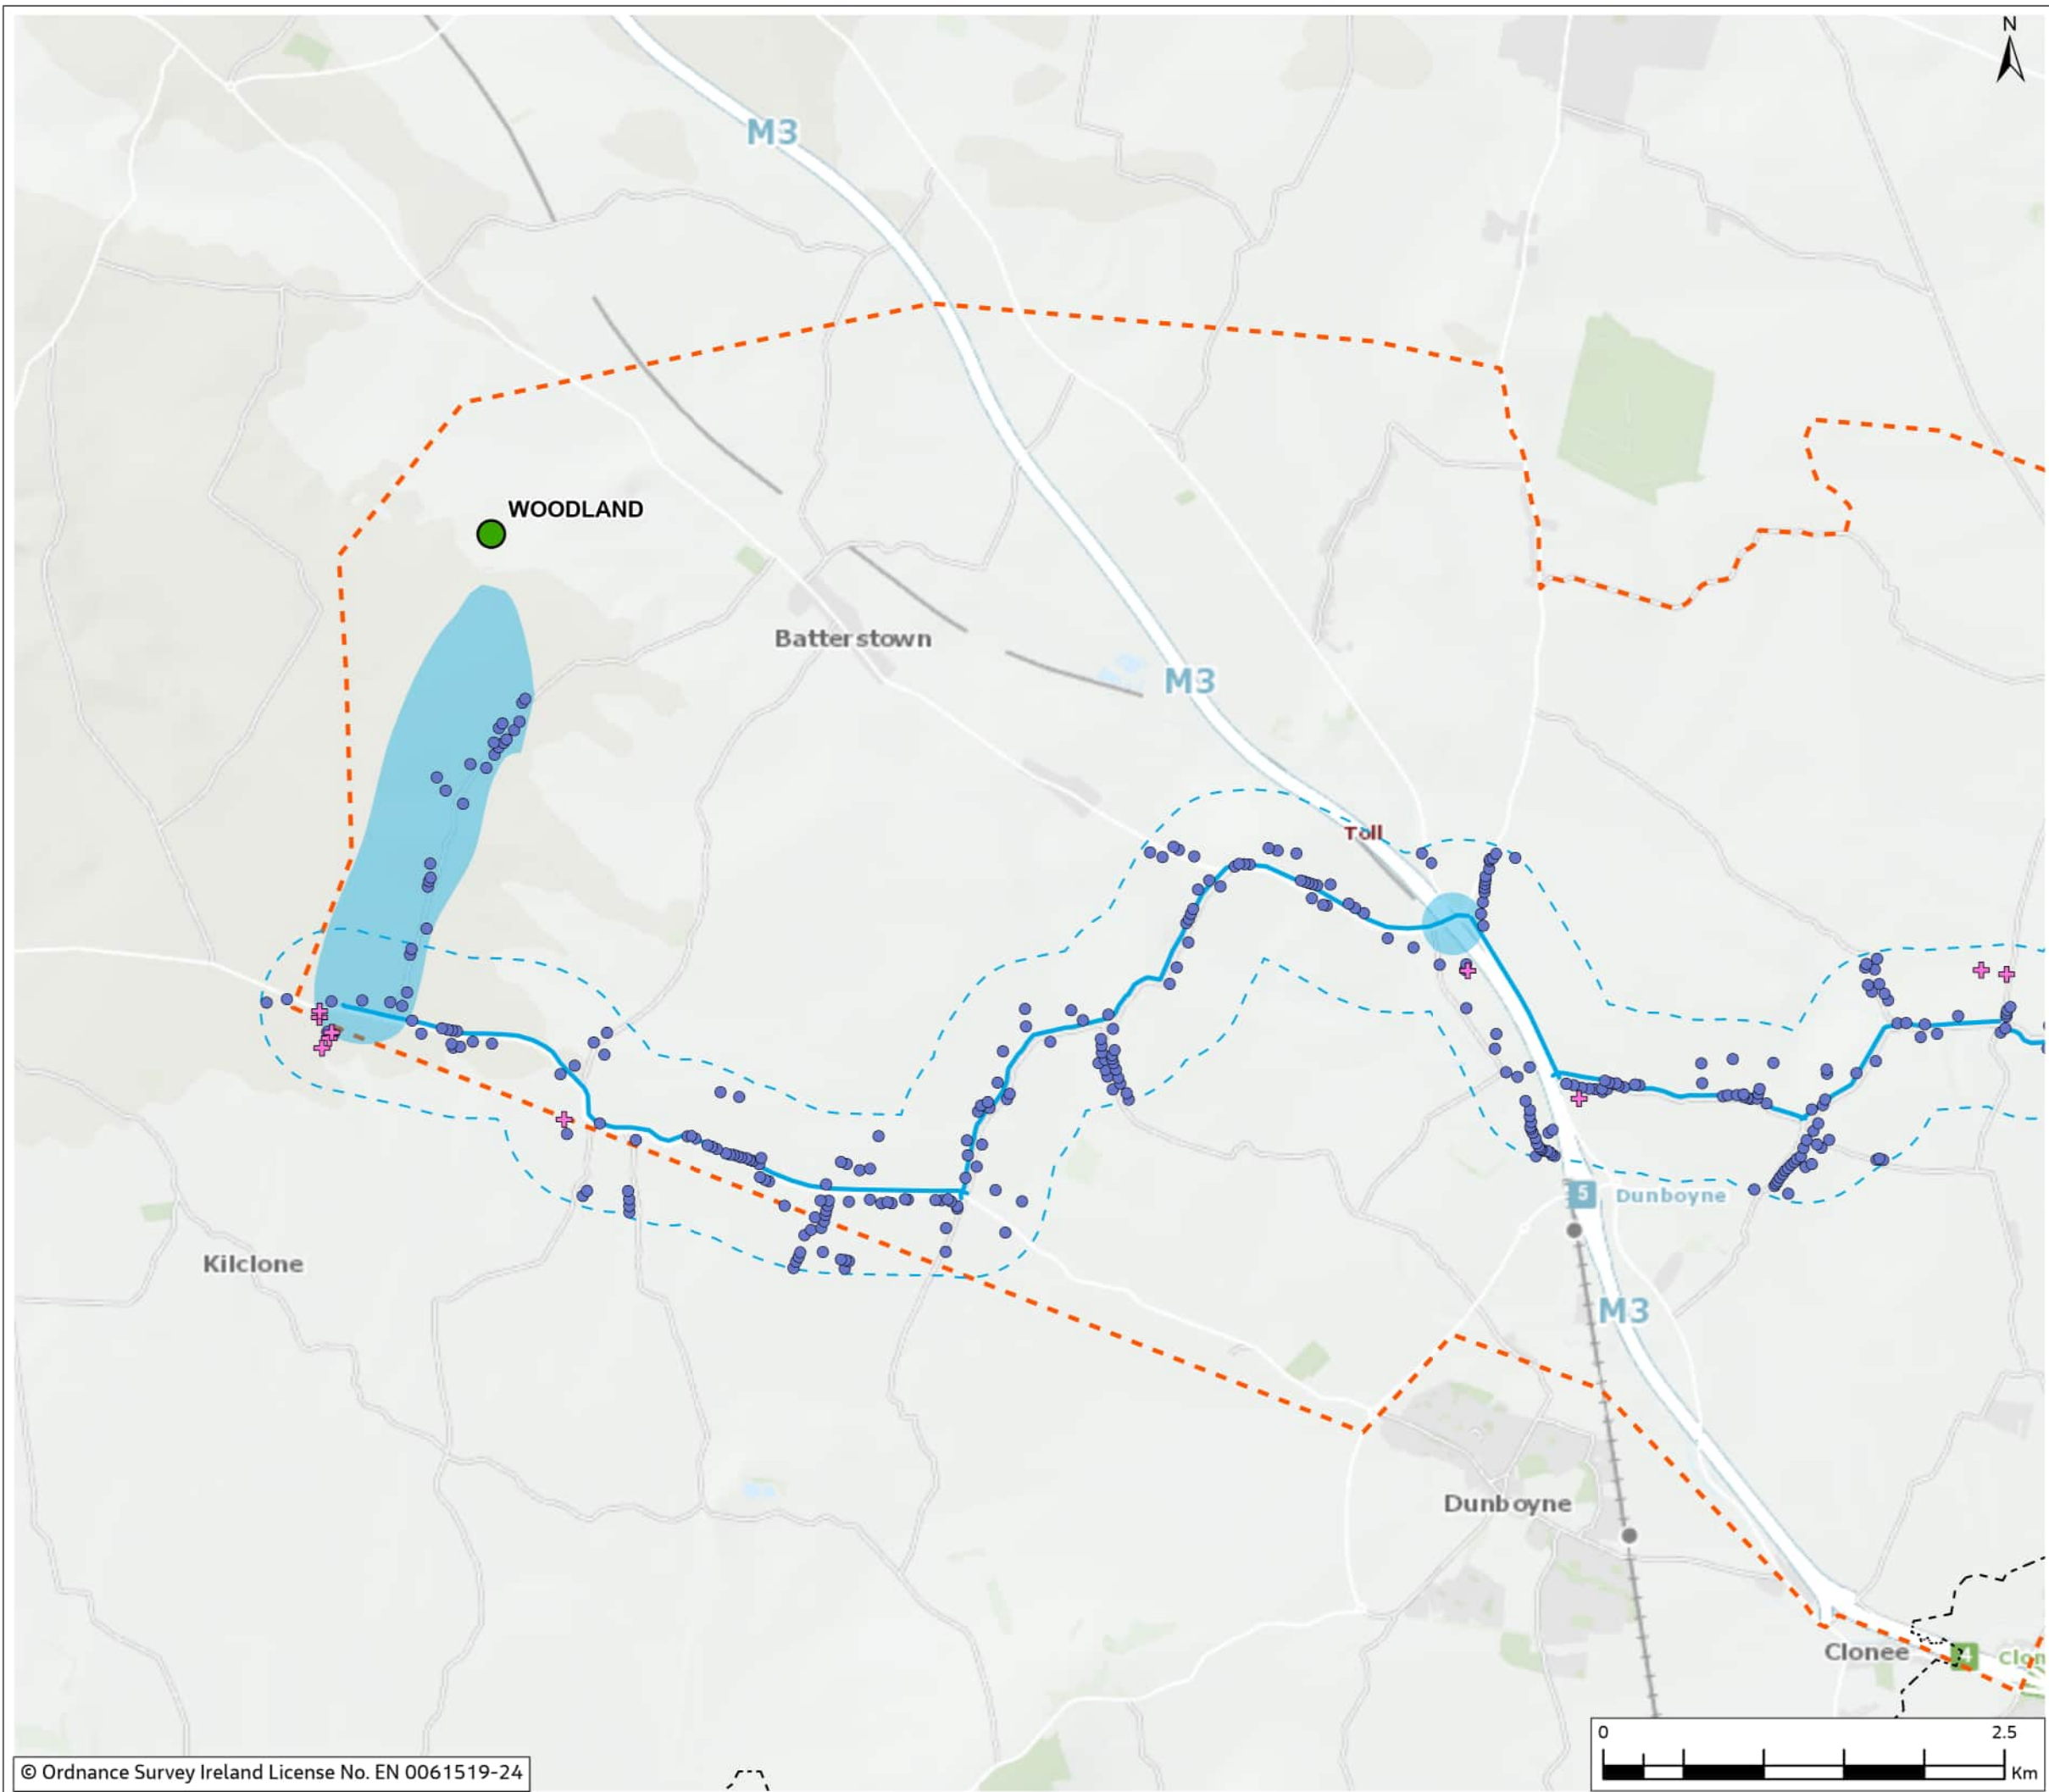 N
M3
WOODLAND
Batterstown
M3
Toll
5 Dunboyne
Kilclone
M3
Dunboyne
Clonee 4 Clon
0 2.5
Km
© Ordnance Survey Ireland License No. EN 0061519-24